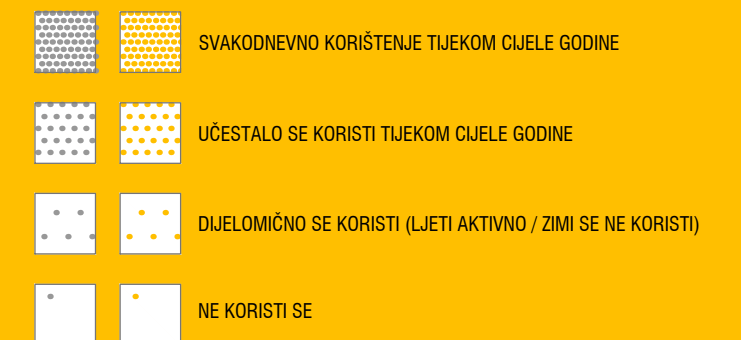 SVAKODNEVNO KORIŠTENJE TIJEKOM CIJELE GODINE
UČESTALO SE KORISTI TIJEKOM CIJELE GODINE
DIJELOMIČNO SE KORISTI (LJETI AKTIVNO / ZIMI SE NE KORISTI)
NE KORISTI SE